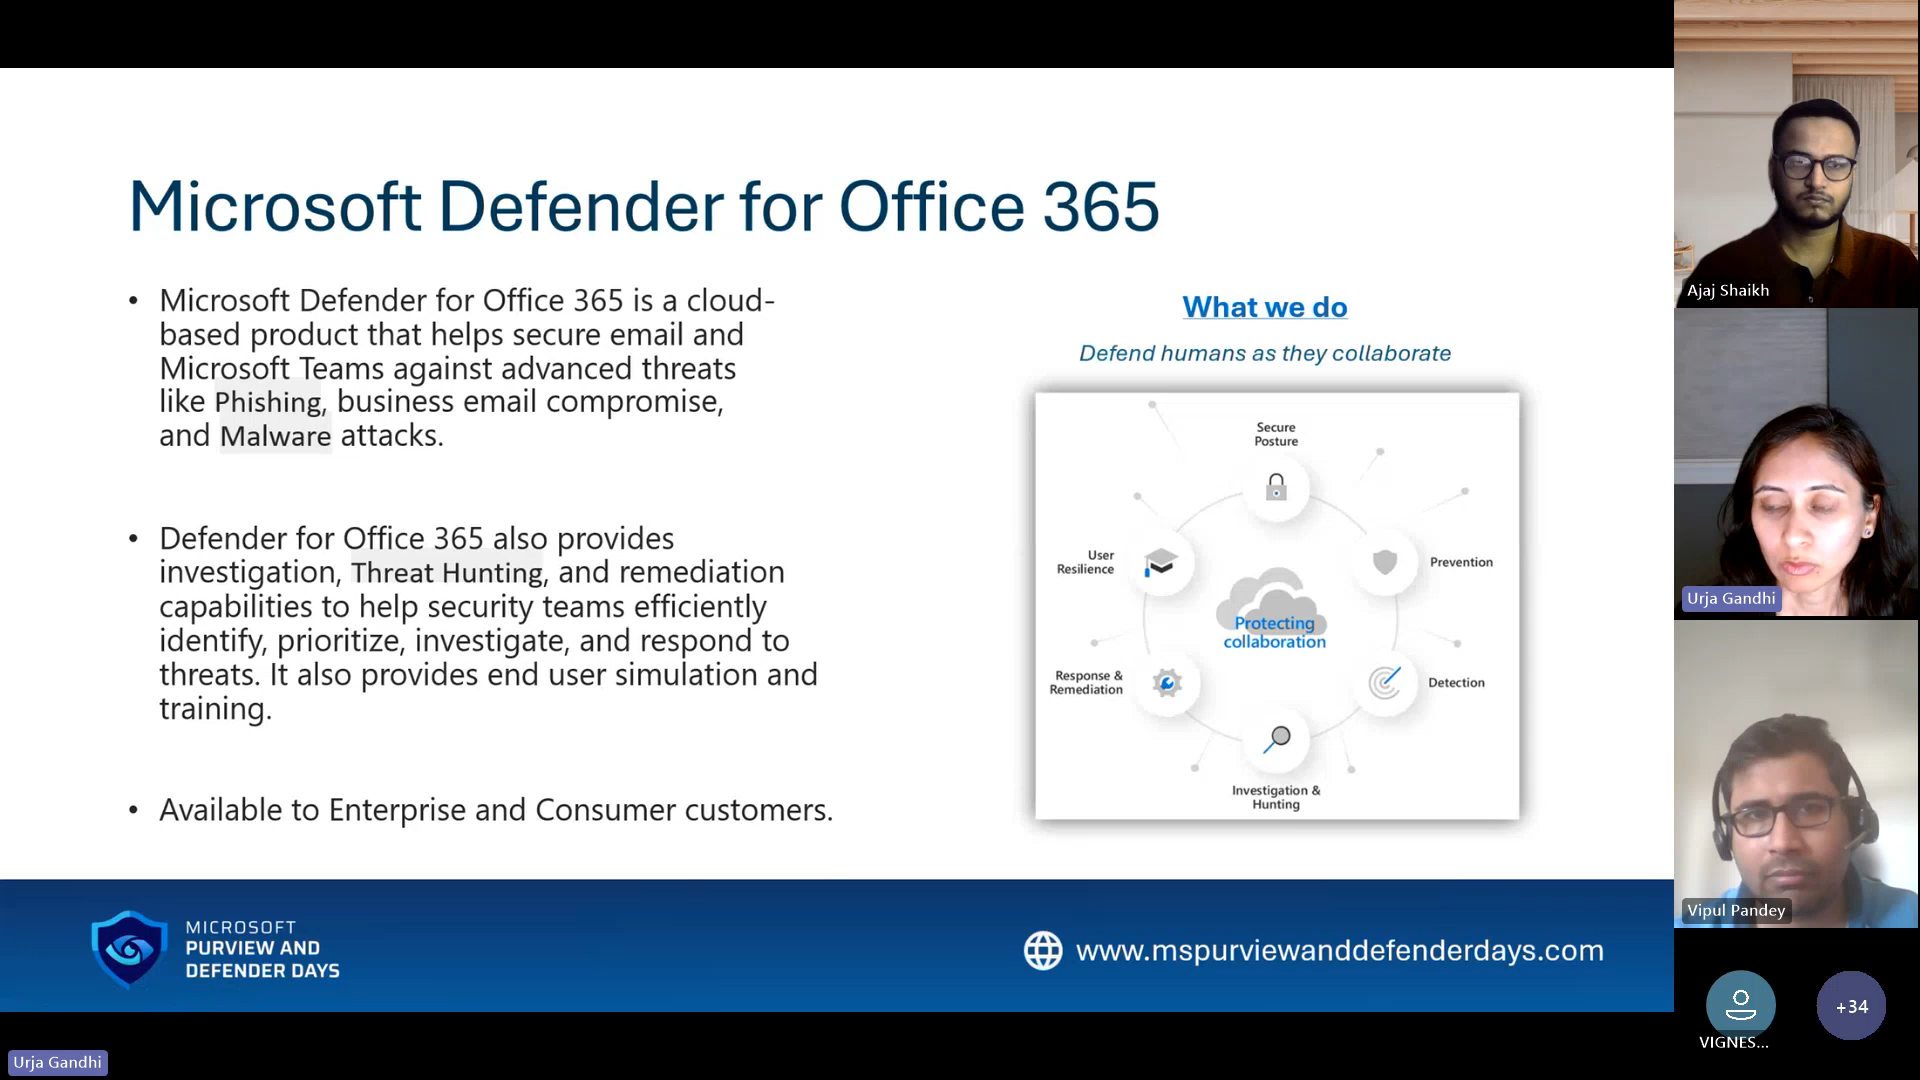 Microsoft Defender for Office 365
• Microsoft Defender for Office 365 is a cloud-
based product that helps secure email and
Microsoft Teams against advanced threats
like Phishing, business email compromise,
and Malware attacks.
• Defender for Office 365 also provides
investigation, Threat Hunting, and remediation
capabilities to help security teams efficiently
identify, prioritize, investigate, and respond to
threats. It also provides end user simulation and
training.
• Available to Enterprise and Consumer customers.
What we do
Defend humans as they collaborate
Secure
Posture
User
Resilience
Prevention
Protecting
collaboration
Response &
Remediation
Detection
Investigation &
Hunting
MICROSOFT
PURVIEW AND
DEFENDER DAYS
www.mspurviewanddefenderdays.com
Urja Gandhi
Ajaj Shaikh
Urja Gandhi
Vipul Pandey
VIGNES...
+34